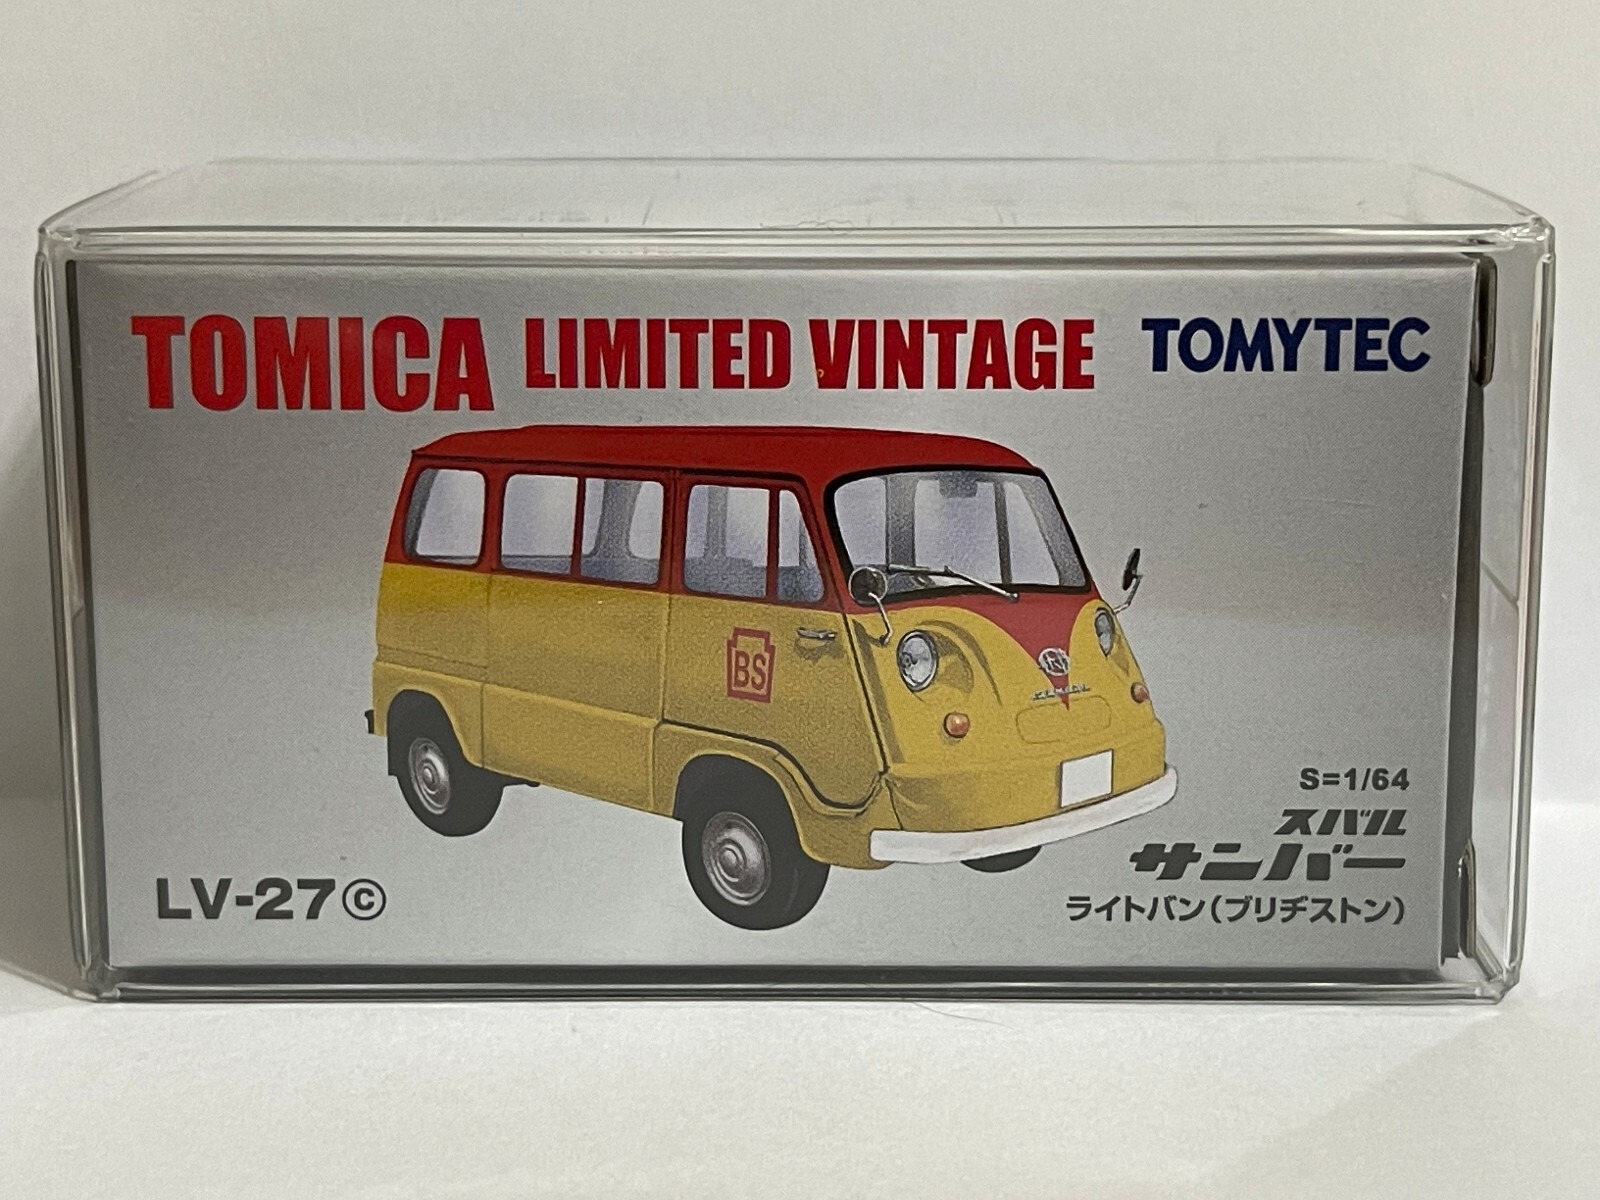 TOMICA LIMITED VINTAGE TOMYTEC
BS
S=1/64
スバル
サンバー
ライトバン(ブリヂストン)
LV-27ⓒ